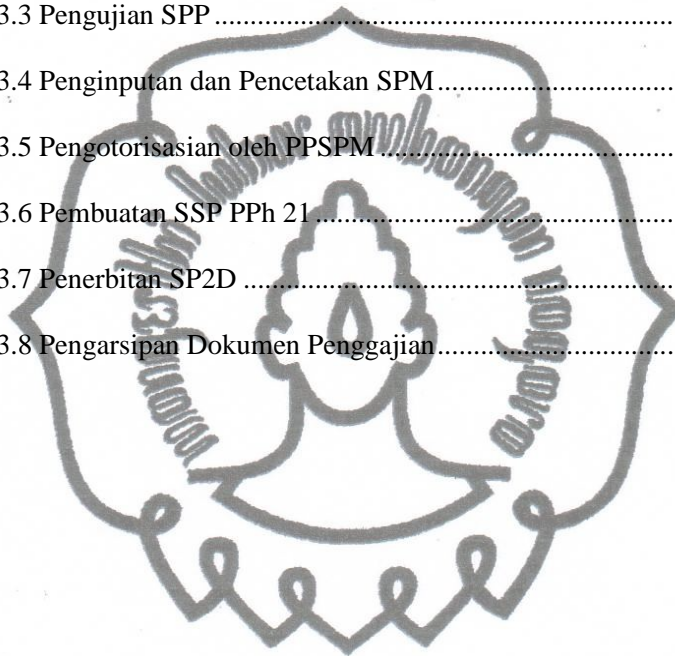 3.3 Pengujian SPP ........................................................................
3.4 Penginputan dan Pencetakan SPM ....................................
3.5 Pengotorisasian oleh PPSPM .............................................
3.6 Pembuatan SSP PPh 21 ......................................................
3.7 Penerbitan SP2D .................................................................
3.8 Pengarsipan Dokumen Penggajian .....................................